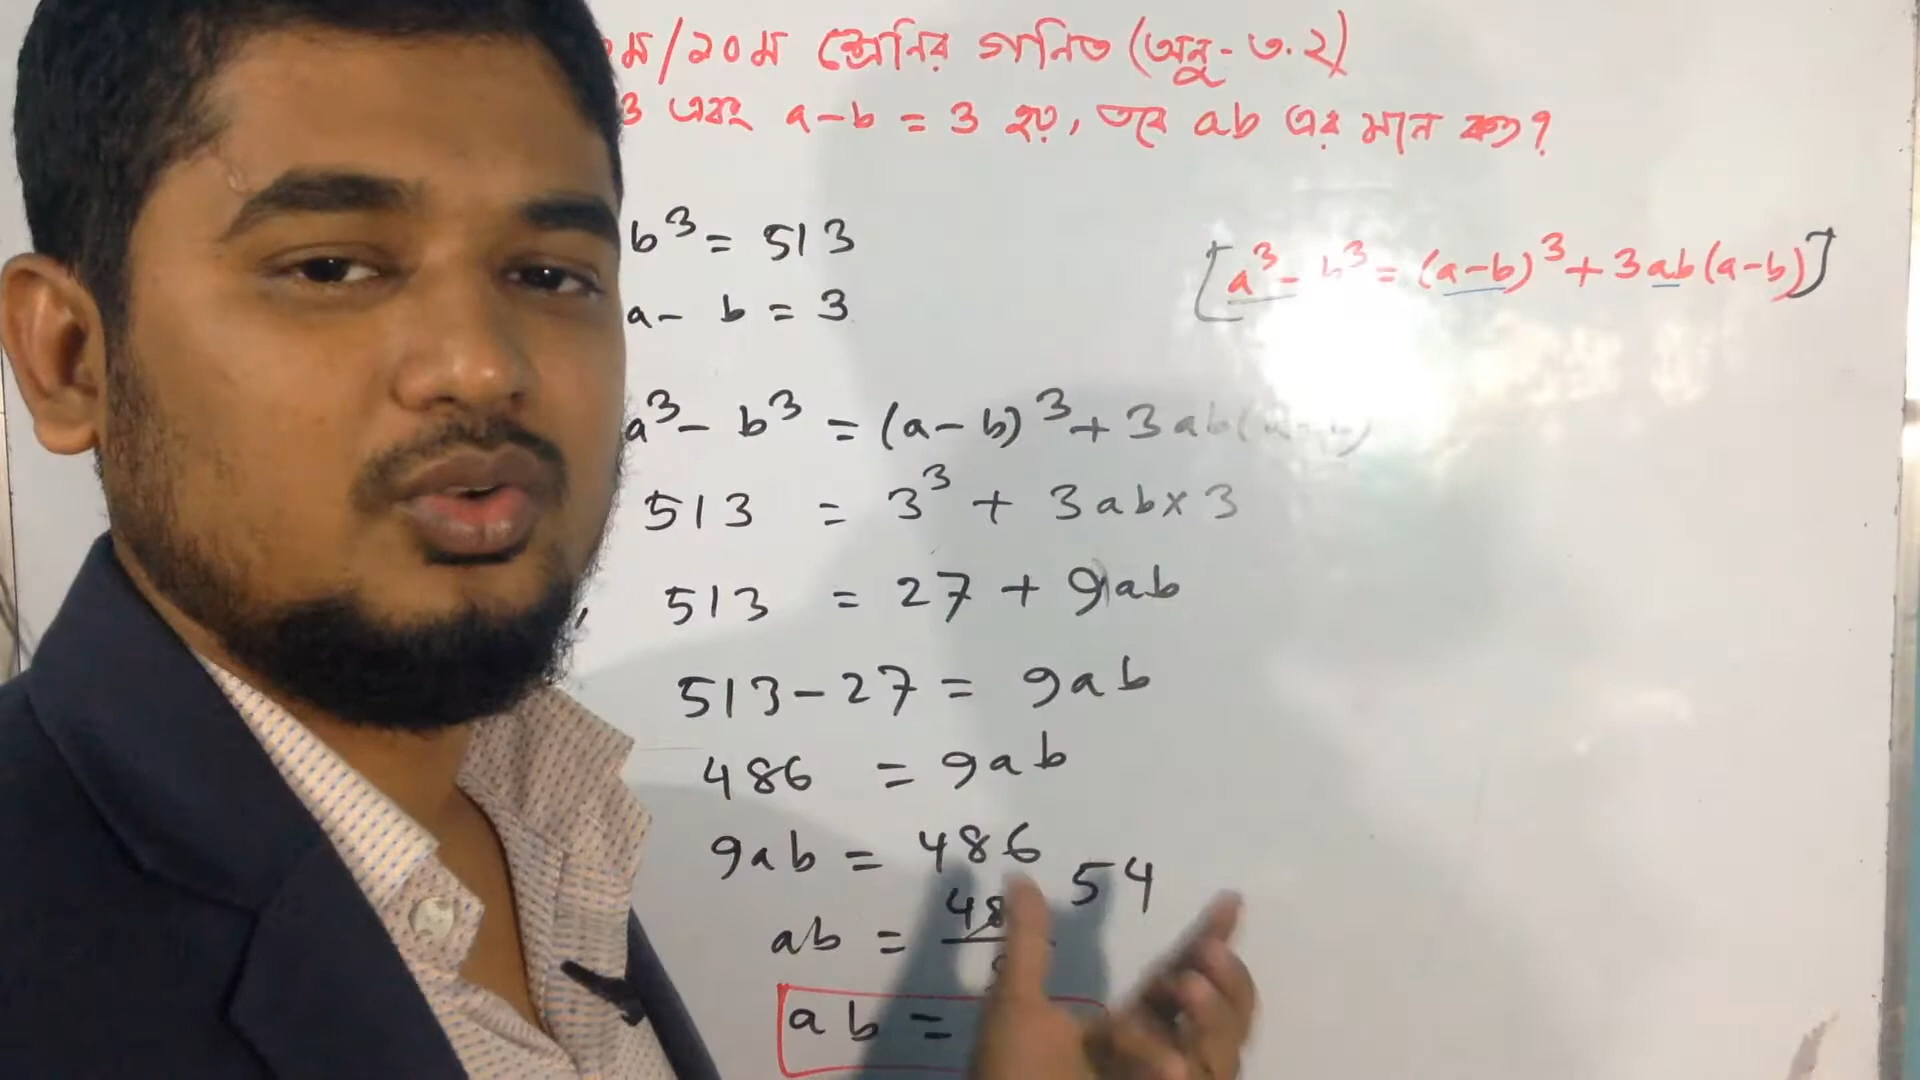 ম/১০ম শ্রেনির গনিত (অনু-৩.২)
3 এবং a-b = 3 হয়, তবে ab এর মান কত?
b³ = 513
[a³ - b³ = (a-b)³ + 3ab(a-b)]
a - b = 3
a³ - b³ = (a-b)³ + 3ab(a-b)
513 = 3³ + 3ab×3
, 513 = 27 + 9ab
513-27 = 9ab
486 = 9ab
9ab = 486
54
ab = 48
ab =